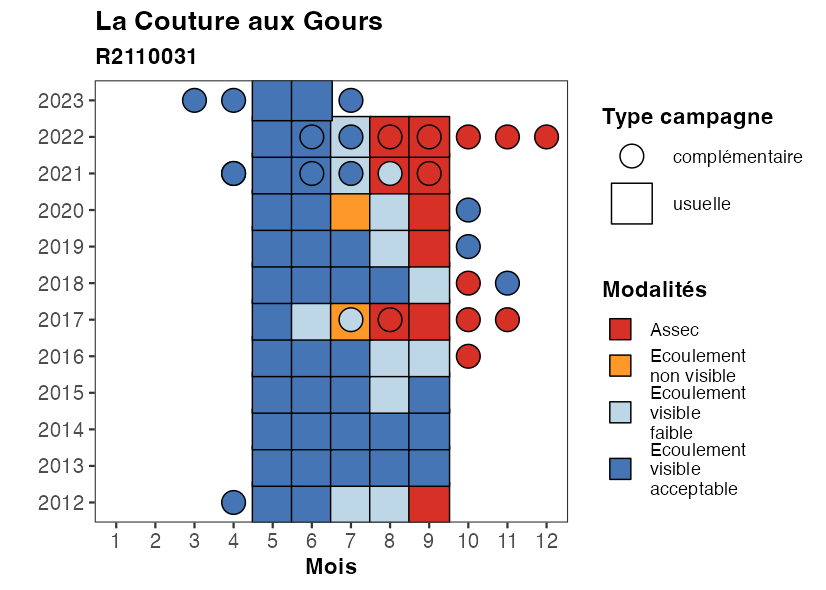 La Couture aux Gours
R2110031
2023
2022
2021
2020
2019
2018
2017
2016
2015
2014
2013
2012
1 2 3 4 5 6 7 8 9 10 11 12
Mois
Type campagne
complémentaire
usuelle
Modalités
Assec
Ecoulement
non visible
Ecoulement
visible
faible
Ecoulement
visible
acceptable